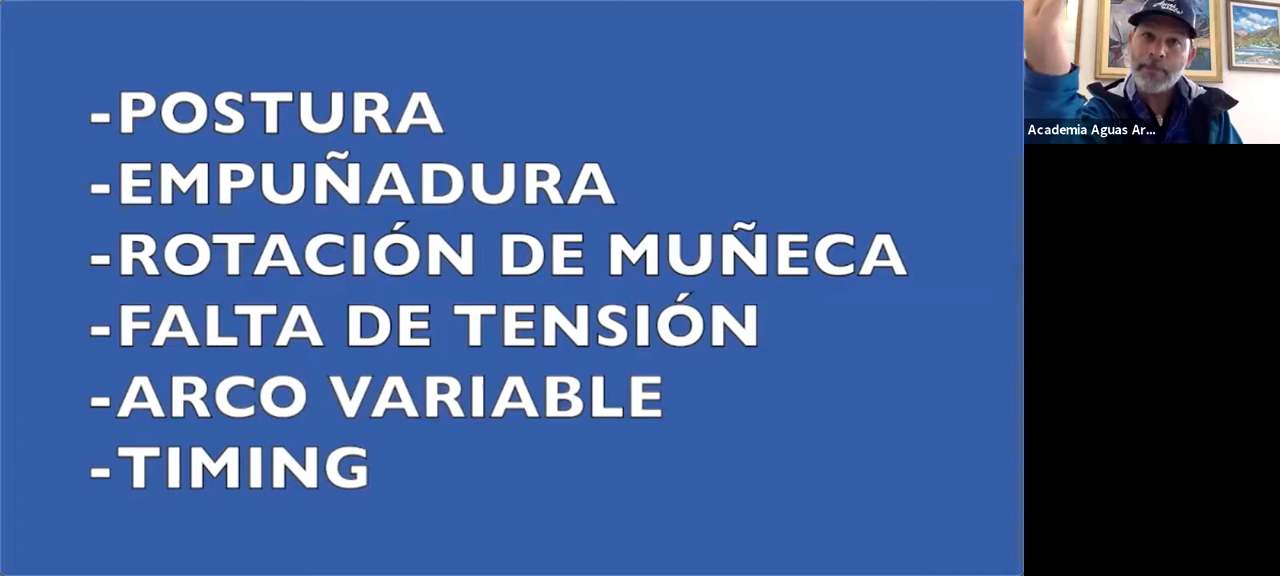 -POSTURA
-EMPUÑADURA
-ROTACIÓN DE MUÑECA
-FALTA DE TENSIÓN
-ARCO VARIABLE
-TIMING
Academia Aguas Ar...